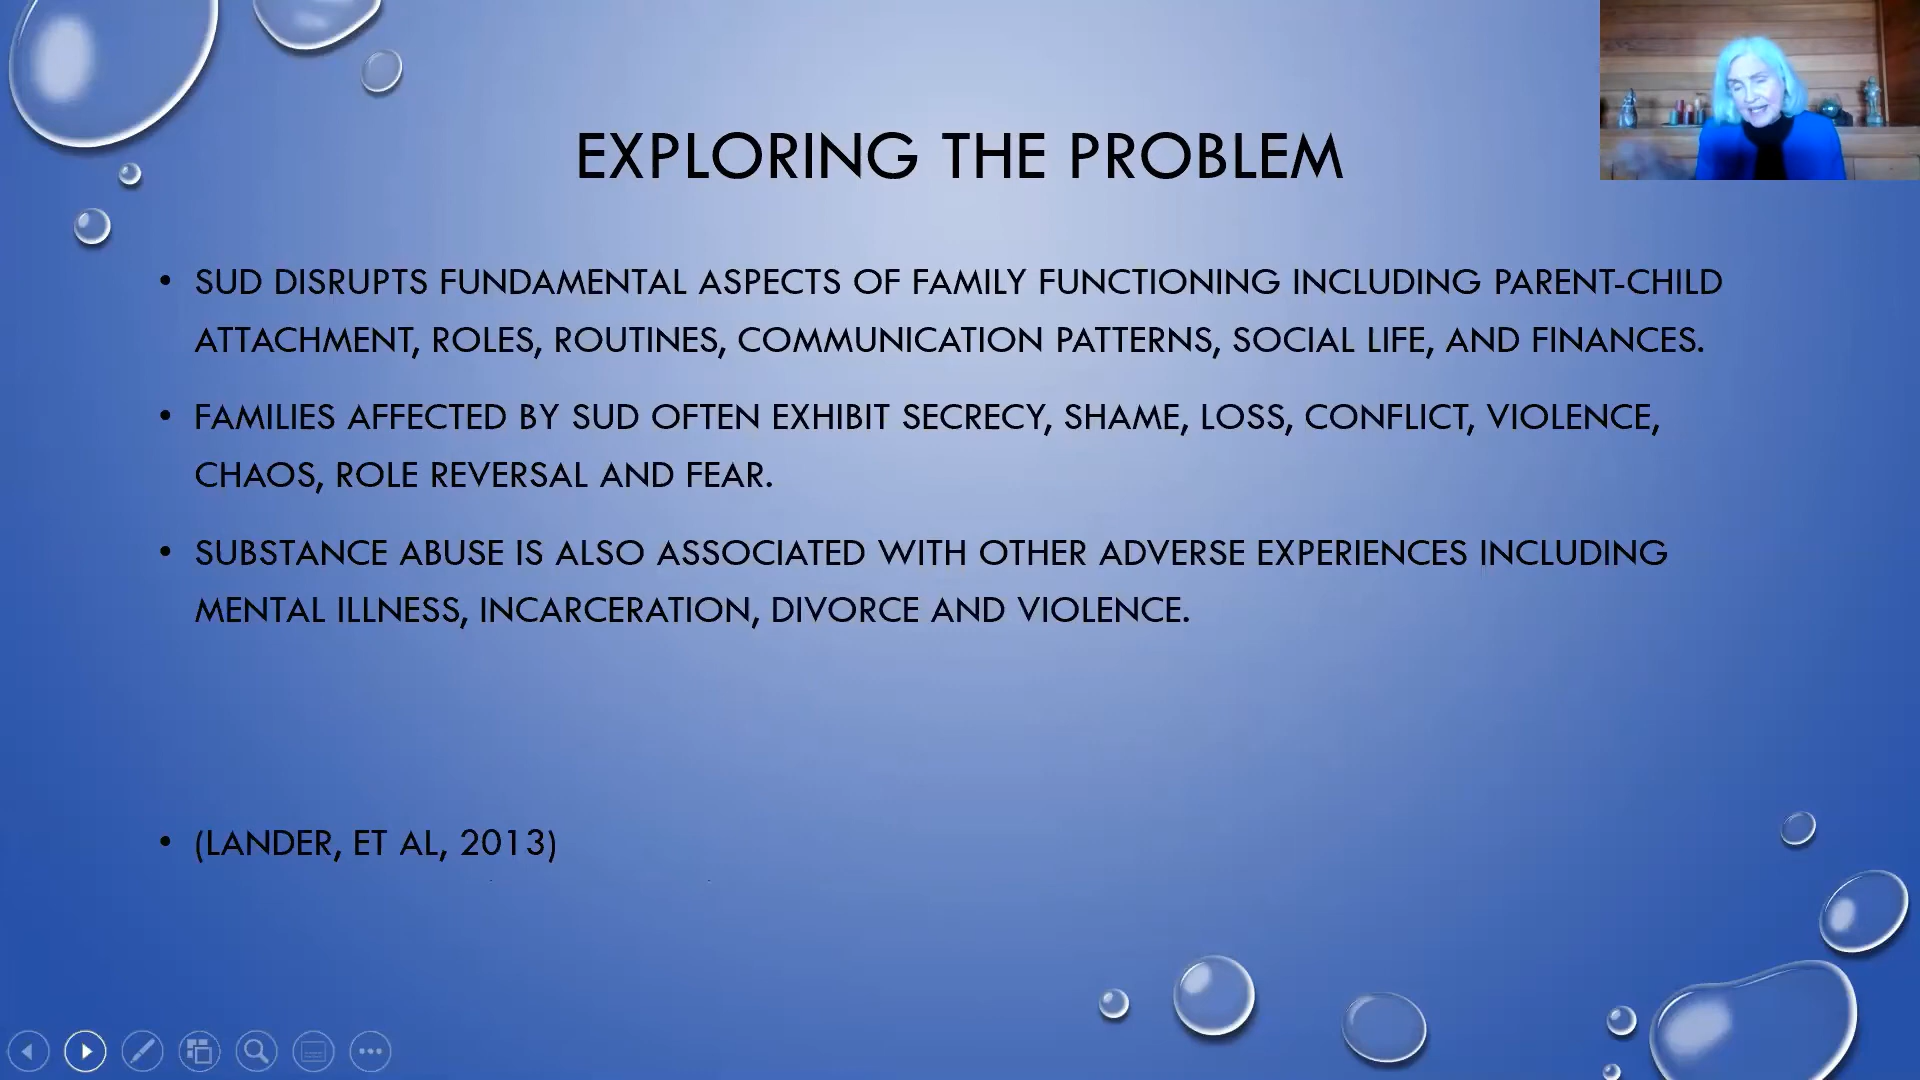 EXPLORING THE PROBLEM
• SUD DISRUPTS FUNDAMENTAL ASPECTS OF FAMILY FUNCTIONING INCLUDING PARENT-CHILD
ATTACHMENT, ROLES, ROUTINES, COMMUNICATION PATTERNS, SOCIAL LIFE, AND FINANCES.
• FAMILIES AFFECTED BY SUD OFTEN EXHIBIT SECRECY, SHAME, LOSS, CONFLICT, VIOLENCE,
CHAOS, ROLE REVERSAL AND FEAR.
• SUBSTANCE ABUSE IS ALSO ASSOCIATED WITH OTHER ADVERSE EXPERIENCES INCLUDING
MENTAL ILLNESS, INCARCERATION, DIVORCE AND VIOLENCE.
• (LANDER, ET AL, 2013)